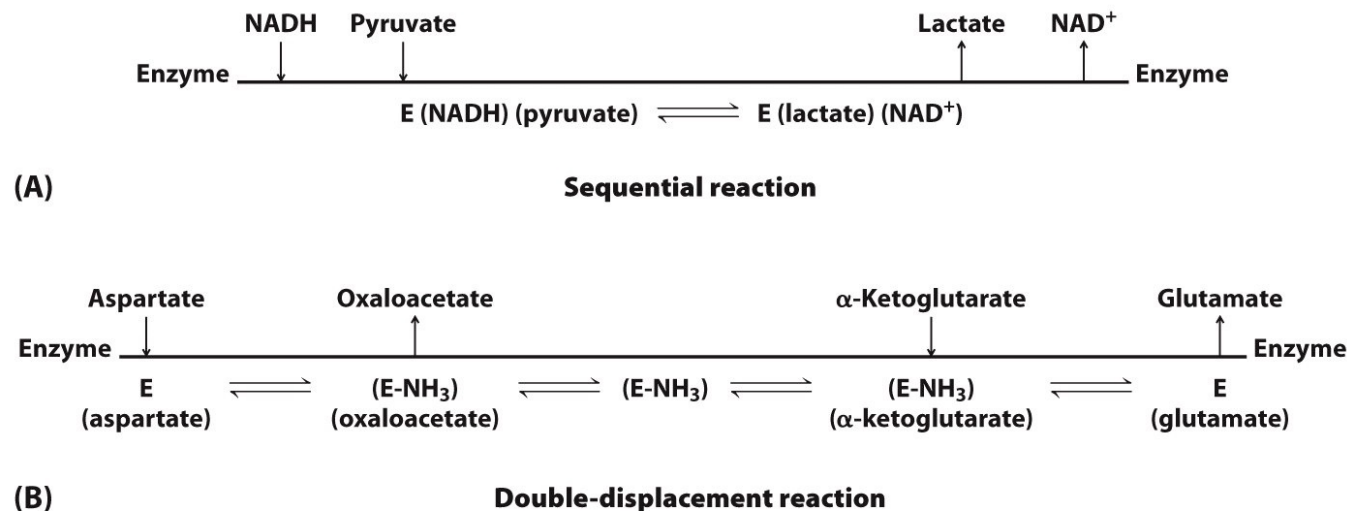 NADH Pyruvate Lactate NAD⁺
Enzyme Enzyme
E (NADH) (pyruvate) ⇌ E (lactate) (NAD⁺)
(A) Sequential reaction
Aspartate Oxaloacetate α-Ketoglutarate Glutamate
Enzyme Enzyme
E ⇌ (E-NH₃) ⇌ (E-NH₃) ⇌ (E-NH₃) ⇌ E
(aspartate) (oxaloacetate) (α-ketoglutarate) (glutamate)
(B) Double-displacement reaction